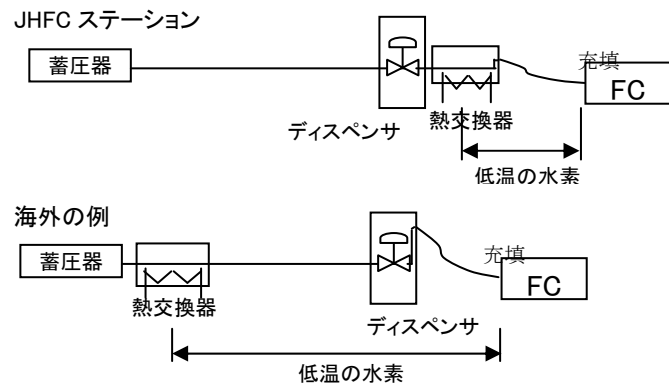 JHFC ステーション
蓄圧器
充填
FC
ディスペンサ
熱交換器
低温の水素
海外の例
蓄圧器
充填
FC
熱交換器
ディスペンサ
低温の水素